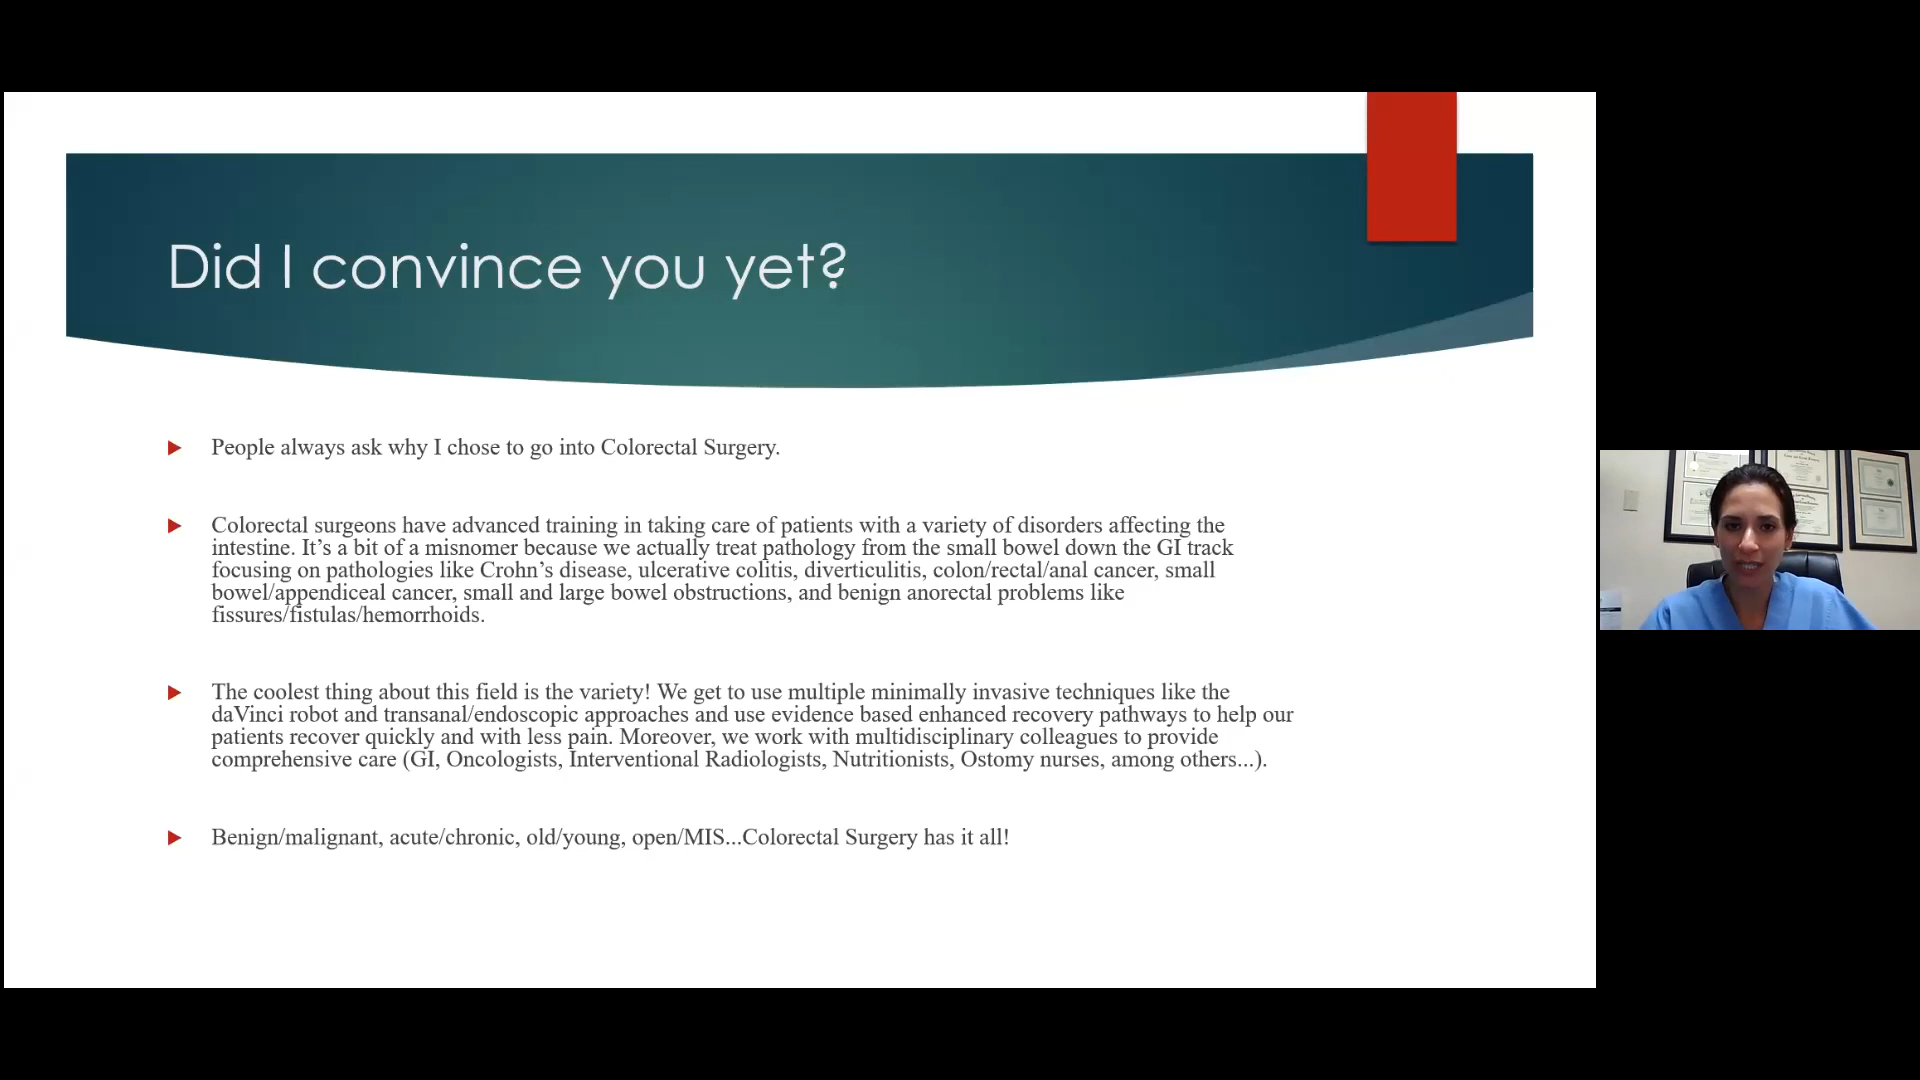 Did I convince you yet?
People always ask why I chose to go into Colorectal Surgery.
Colorectal surgeons have advanced training in taking care of patients with a variety of disorders affecting the
intestine. It’s a bit of a misnomer because we actually treat pathology from the small bowel down the GI track
focusing on pathologies like Crohn’s disease, ulcerative colitis, diverticulitis, colon/rectal/anal cancer, small
bowel/appendiceal cancer, small and large bowel obstructions, and benign anorectal problems like
fissures/fistulas/hemorrhoids.
The coolest thing about this field is the variety! We get to use multiple minimally invasive techniques like the
daVinci robot and transanal/endoscopic approaches and use evidence based enhanced recovery pathways to help our
patients recover quickly and with less pain. Moreover, we work with multidisciplinary colleagues to provide
comprehensive care (GI, Oncologists, Interventional Radiologists, Nutritionists, Ostomy nurses, among others...).
Benign/malignant, acute/chronic, old/young, open/MIS...Colorectal Surgery has it all!